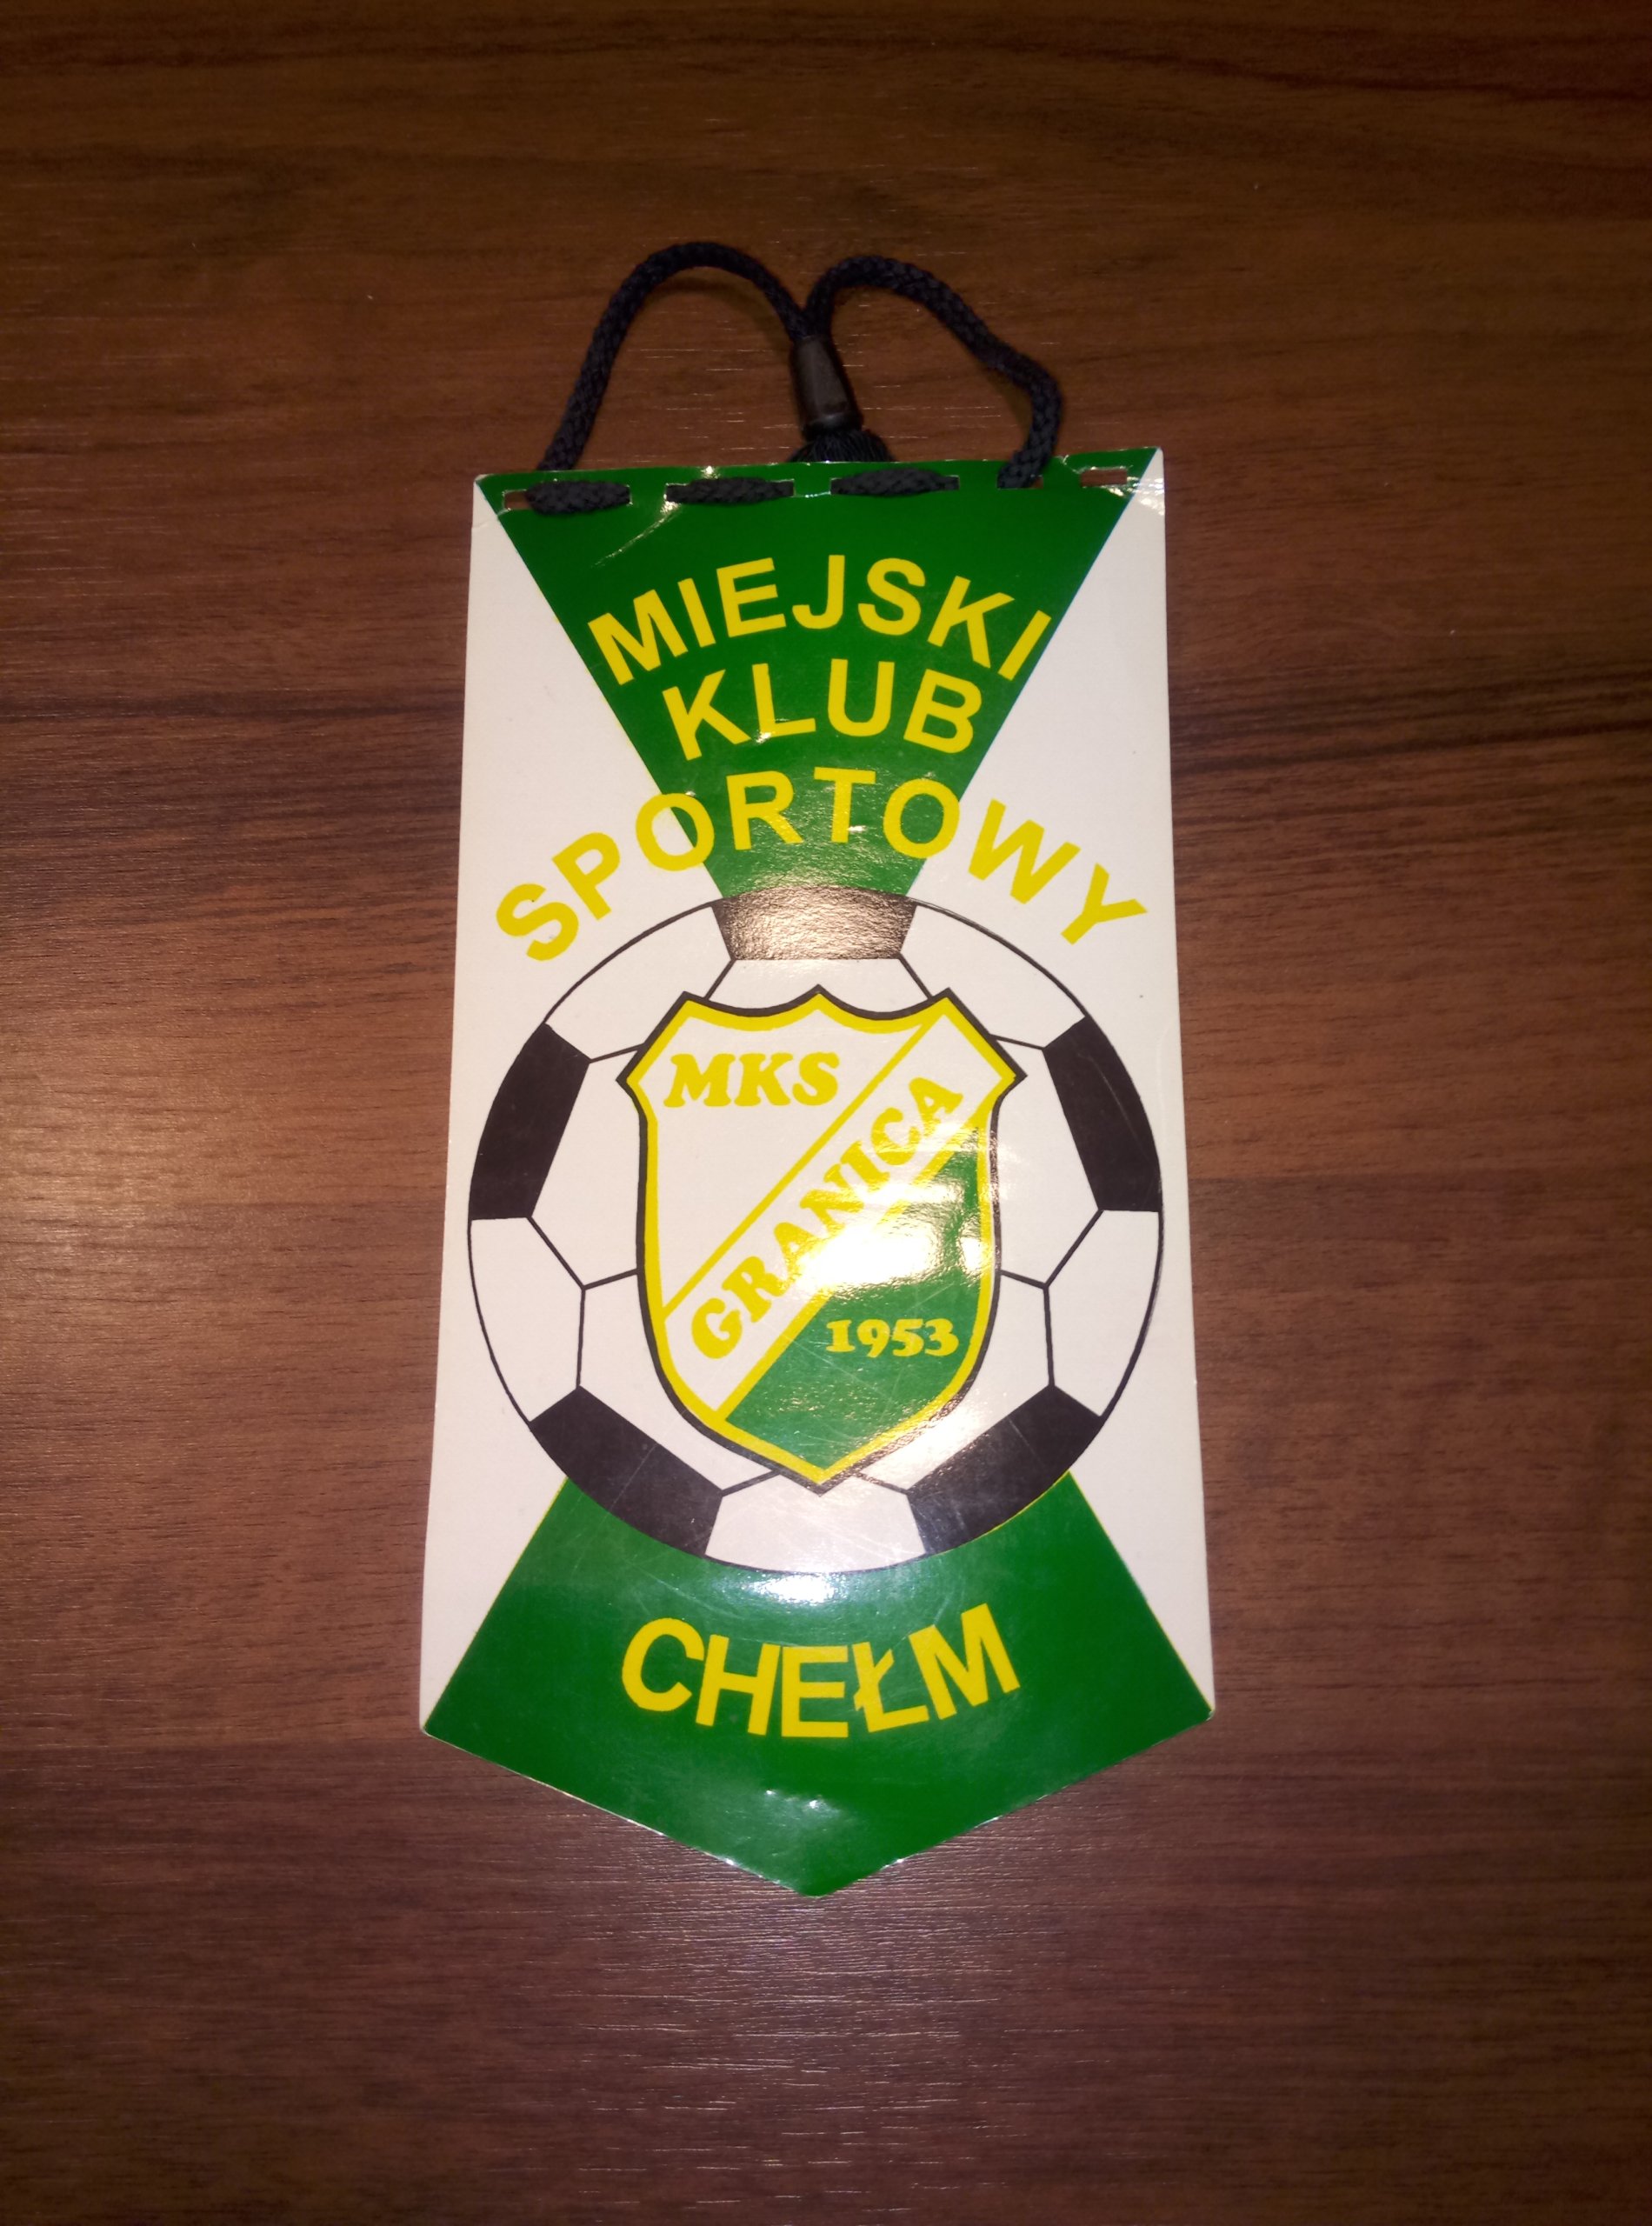 MIEJSKI
KLUB
SPORTOWY
MKS
GRANICA
1953
CHEŁM